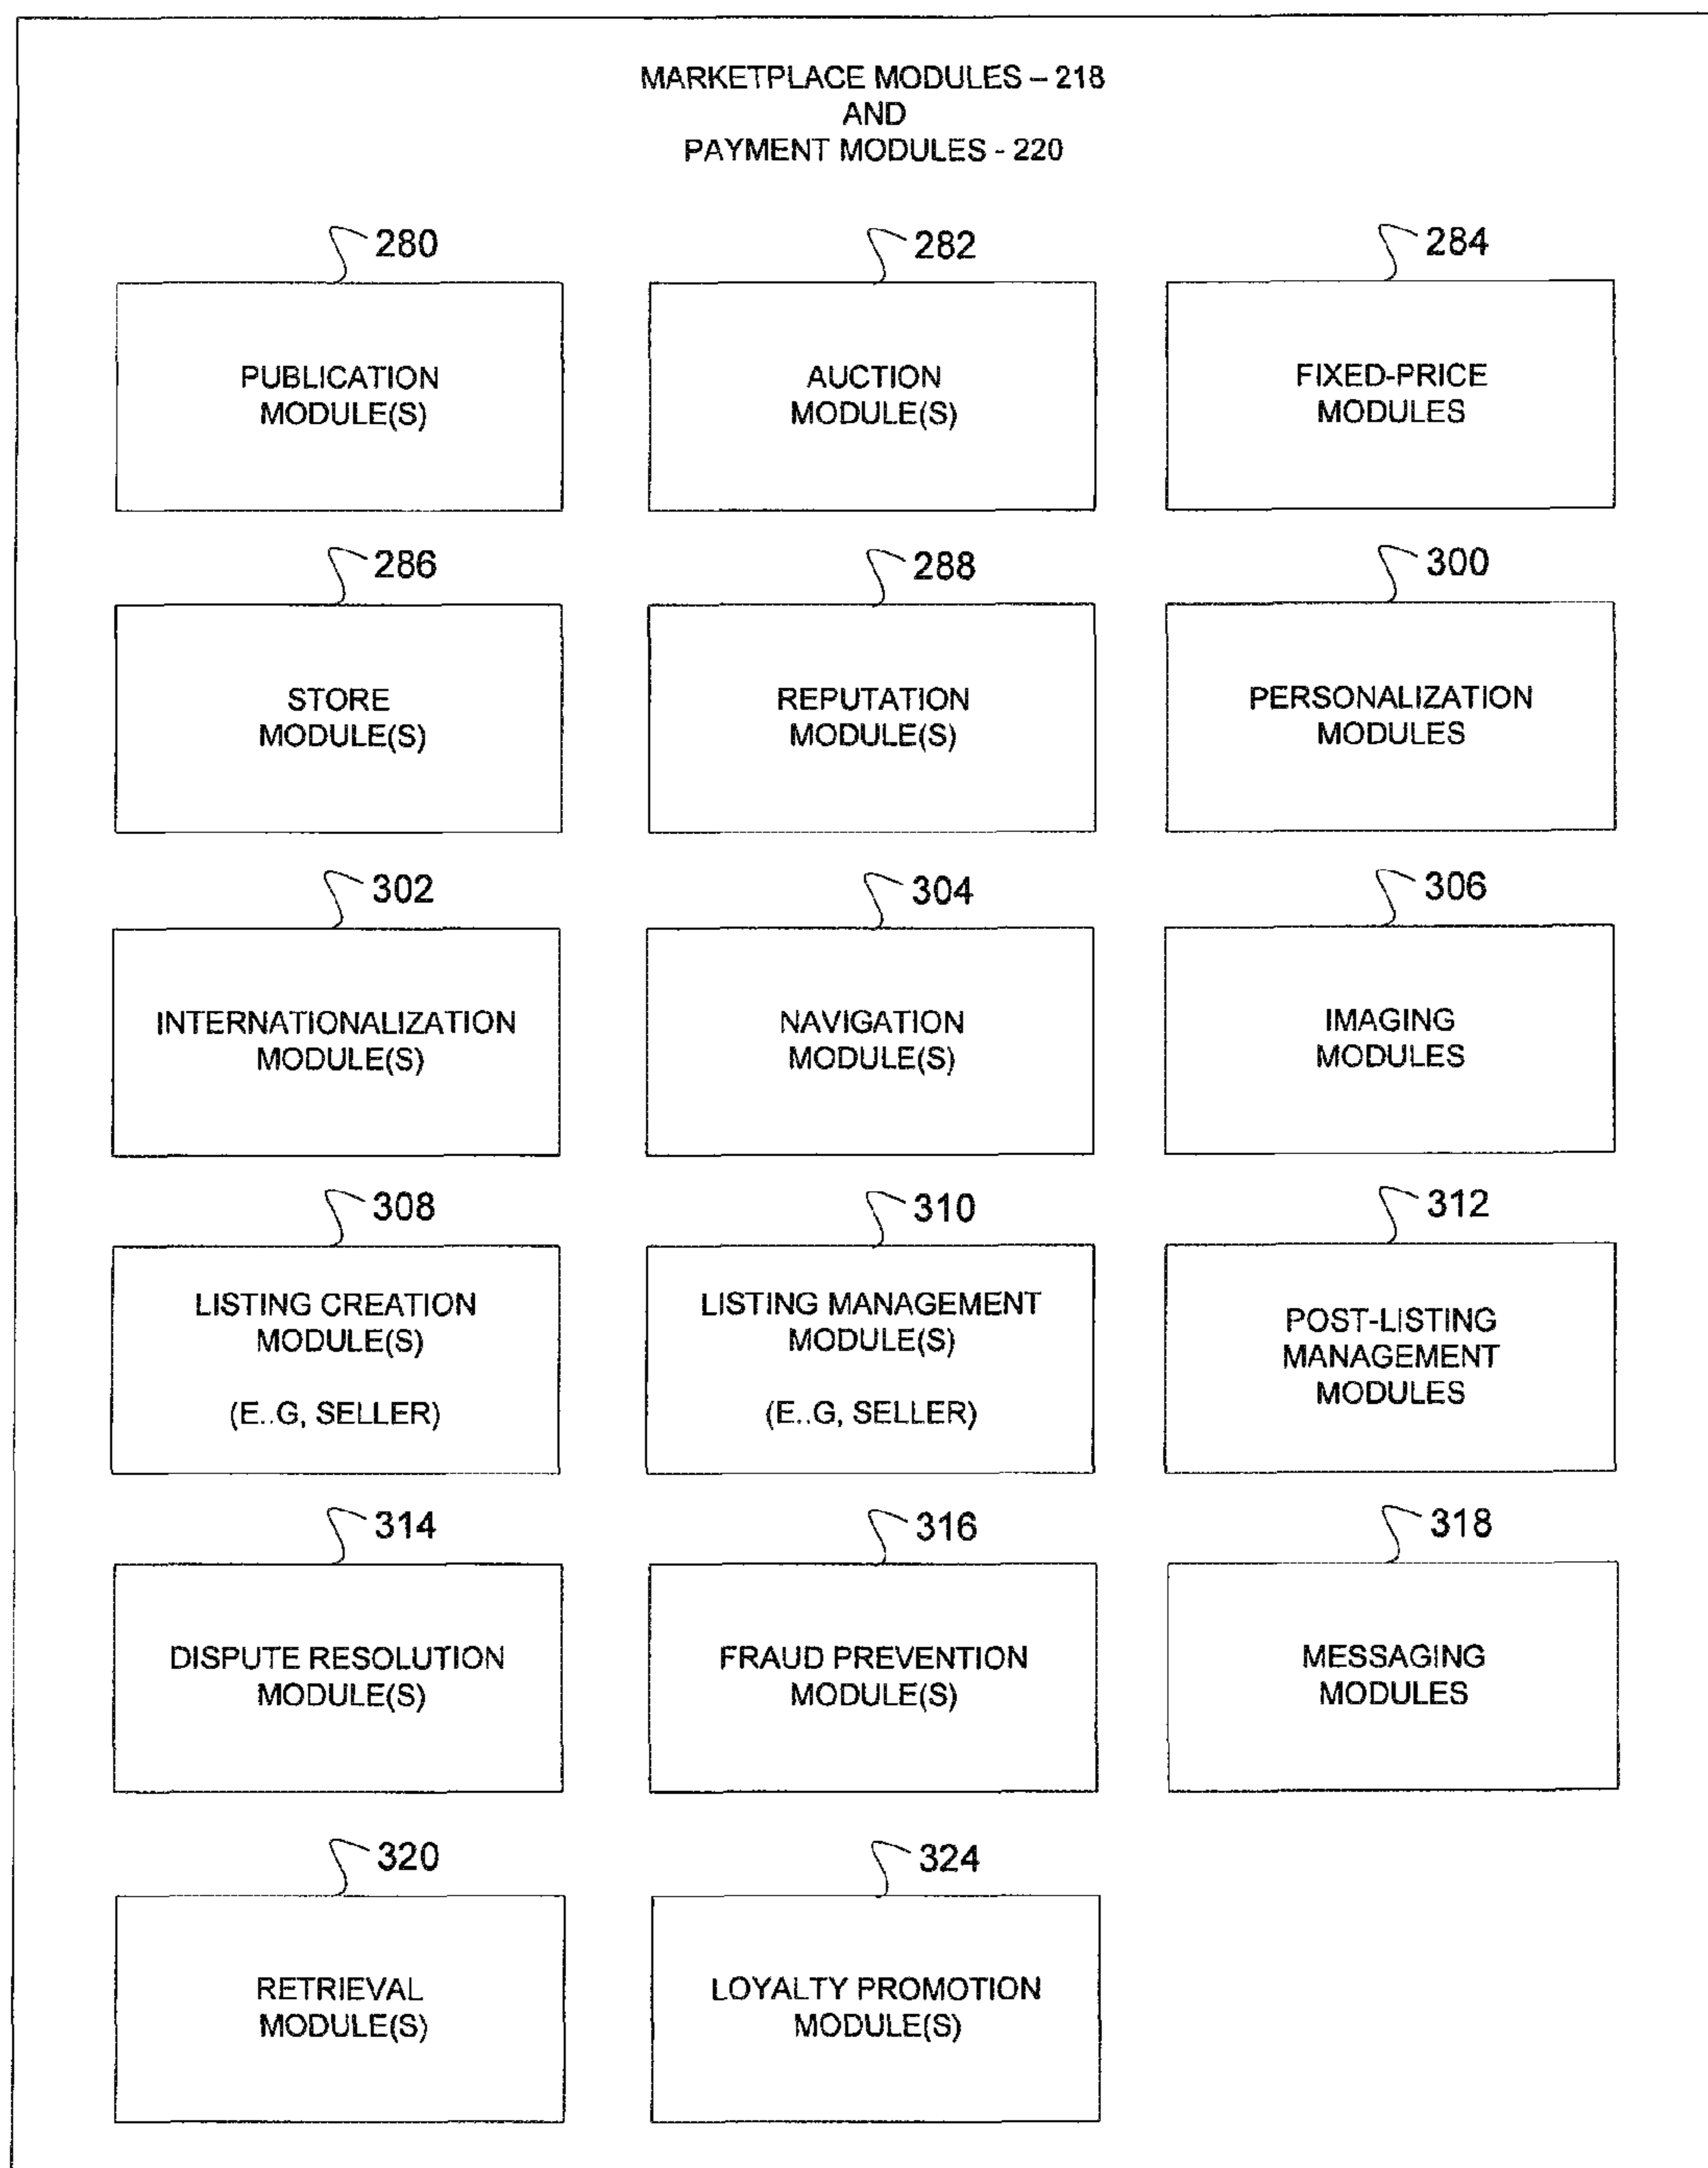 MARKETPLACE MODULES – 218
AND
PAYMENT MODULES - 220
280
PUBLICATION
MODULE(S)
282
AUCTION
MODULE(S)
284
FIXED-PRICE
MODULES
286
STORE
MODULE(S)
288
REPUTATION
MODULE(S)
300
PERSONALIZATION
MODULES
302
INTERNATIONALIZATION
MODULE(S)
304
NAVIGATION
MODULE(S)
306
IMAGING
MODULES
308
LISTING CREATION
MODULE(S)
(E..G, SELLER)
310
LISTING MANAGEMENT
MODULE(S)
(E..G, SELLER)
312
POST-LISTING
MANAGEMENT
MODULES
314
DISPUTE RESOLUTION
MODULE(S)
316
FRAUD PREVENTION
MODULE(S)
318
MESSAGING
MODULES
320
RETRIEVAL
MODULE(S)
324
LOYALTY PROMOTION
MODULE(S)